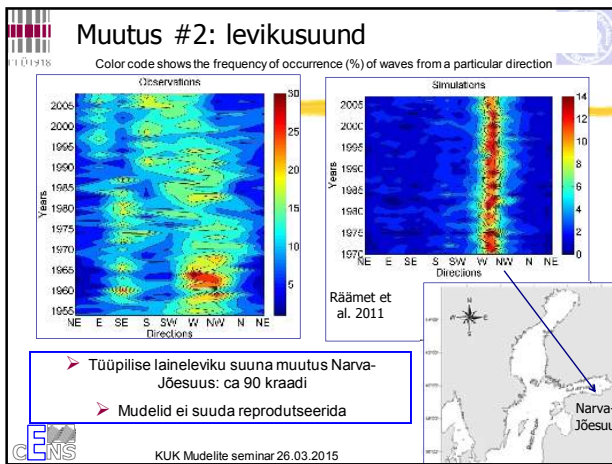 Muutus #2: levikusuund
Color code shows the frequency of occurrence (%) of waves from a particular direction
Observations
30
25
20
15
10
5
2005
2000
1995
1990
1985
1980
1975
1970
1965
1960
1955
Years
NE E SE S SW W NW N NE
Directions
Simulations
14
12
10
8
6
4
2
0
2005
2000
1995
1990
1985
1980
1975
1970
Years
NE E SE S SW W NW N NE
Directions
Räämet et
al. 2011
Tüüpilise laineleviku suuna muutus Narva-
Jõesuus: ca 90 kraadi
Mudelid ei suuda reprodutseerida
N
W E
S
Narva-
Jõesuu
CENS
KUK Mudelite seminar 26.03.2015